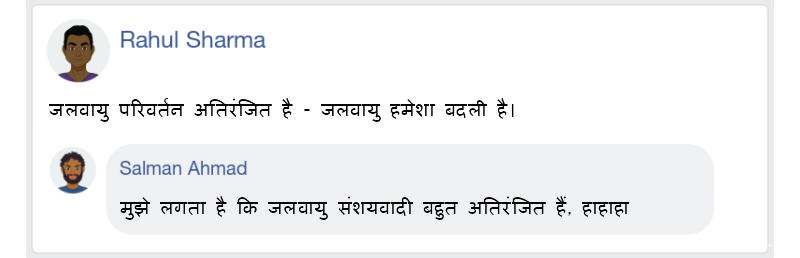 Rahul Sharma
जलवायु परिवर्तन अतिरंजित है - जलवायु हमेशा बदली है।
Salman Ahmad
मुझे लगता है कि जलवायु संशयवादी बहुत अतिरंजित हैं, हाहाहा